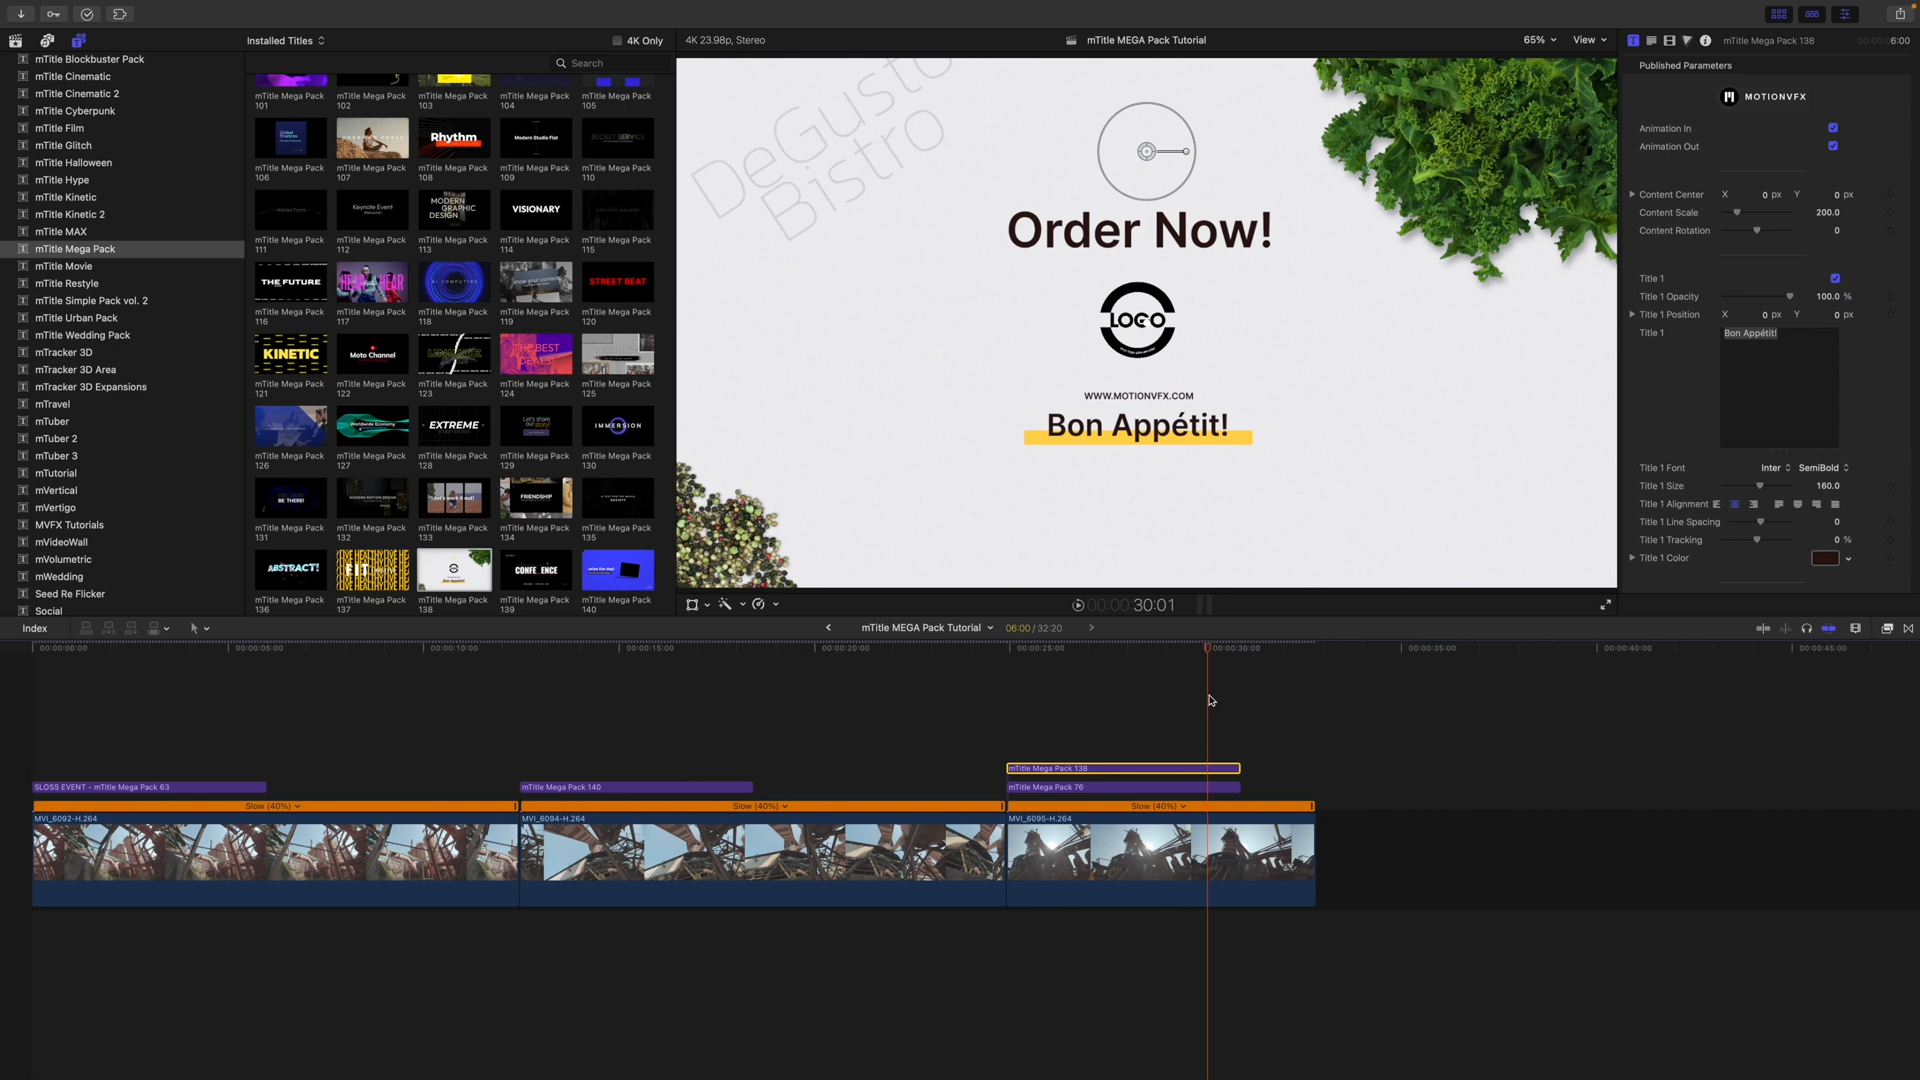 Installed Titles
4K Only
4K 23.98p, Stereo
mTitle MEGA Pack Tutorial
65%
View
mTitle Mega Pack 138
00:00:06:00
mTitle Blockbuster Pack
mTitle Cinematic
mTitle Cinematic 2
mTitle Cyberpunk
mTitle Film
mTitle Glitch
mTitle Halloween
mTitle Hype
mTitle Kinetic
mTitle Kinetic 2
mTitle MAX
mTitle Mega Pack
mTitle Movie
mTitle Restyle
mTitle Simple Pack vol. 2
mTitle Urban Pack
mTitle Wedding Pack
mTracker 3D
mTracker 3D Area
mTracker 3D Expansions
mTravel
mTuber
mTuber 2
mTuber 3
mTutorial
mVertical
mVertigo
MVFX Tutorials
mVideoWall
mVolumetric
mWedding
Seed Re Flicker
Social
Search
mTitle Mega Pack 101
mTitle Mega Pack 102
mTitle Mega Pack 103
mTitle Mega Pack 104
mTitle Mega Pack 105
Global finances
Rhythm
Modern Studio Flat
SECRET SERVICE
mTitle Mega Pack 106
mTitle Mega Pack 107
mTitle Mega Pack 108
mTitle Mega Pack 109
mTitle Mega Pack 110
Abstract Forms
Keynote Event
Welcome!
MODERN GRAPHIC DESIGN
VISIONARY
mTitle Mega Pack 111
mTitle Mega Pack 112
mTitle Mega Pack 113
mTitle Mega Pack 114
mTitle Mega Pack 115
THE FUTURE
HEAR HEAR
AI COMPUTING
STREET BEAT
mTitle Mega Pack 116
mTitle Mega Pack 117
mTitle Mega Pack 118
mTitle Mega Pack 119
mTitle Mega Pack 120
KINETIC
Moto Channel
THE BEST
mTitle Mega Pack 121
mTitle Mega Pack 122
mTitle Mega Pack 123
mTitle Mega Pack 124
mTitle Mega Pack 125
Worldwide Economy
EXTREME
Let's share our story!
IMMERSION
mTitle Mega Pack 126
mTitle Mega Pack 127
mTitle Mega Pack 128
mTitle Mega Pack 129
mTitle Mega Pack 130
BE THERE!
Let's work it out!
FRIENDSHIP
SOCIETY
mTitle Mega Pack 131
mTitle Mega Pack 132
mTitle Mega Pack 133
mTitle Mega Pack 134
mTitle Mega Pack 135
ABSTRACT!
FIT
Bon Appétit!
CONFE ENCE
seize the day!
mTitle Mega Pack 136
mTitle Mega Pack 137
mTitle Mega Pack 138
mTitle Mega Pack 139
mTitle Mega Pack 140
DeGusto
Bistro
Order Now!
LOGO
WWW.MOTIONVFX.COM
Bon Appétit!
00:00:30:01
Published Parameters
MOTIONVFX
Animation In
Animation Out
Content Center X 0 px Y 0 px
Content Scale 200.0
Content Rotation 0
Title 1
Title 1 Opacity 100.0 %
Title 1 Position X 0 px Y 0 px
Title 1 Bon Appétit!
Title 1 Font Inter SemiBold
Title 1 Size 160.0
Title 1 Alignment
Title 1 Line Spacing 0
Title 1 Tracking 0 %
Title 1 Color
Index
mTitle MEGA Pack Tutorial
06:00 / 32:20
00:00:00:00
00:00:05:00
00:00:10:00
00:00:15:00
00:00:20:00
00:00:25:00
00:00:30:00
00:00:35:00
00:00:40:00
00:00:45:00
mTitle Mega Pack 138
SLOSS EVENT - mTitle Mega Pack 63
mTitle Mega Pack 140
mTitle Mega Pack 76
Slow (40%)
Slow (40%)
Slow (40%)
MVI_6092-H.264
MVI_6094-H.264
MVI_6095-H.264